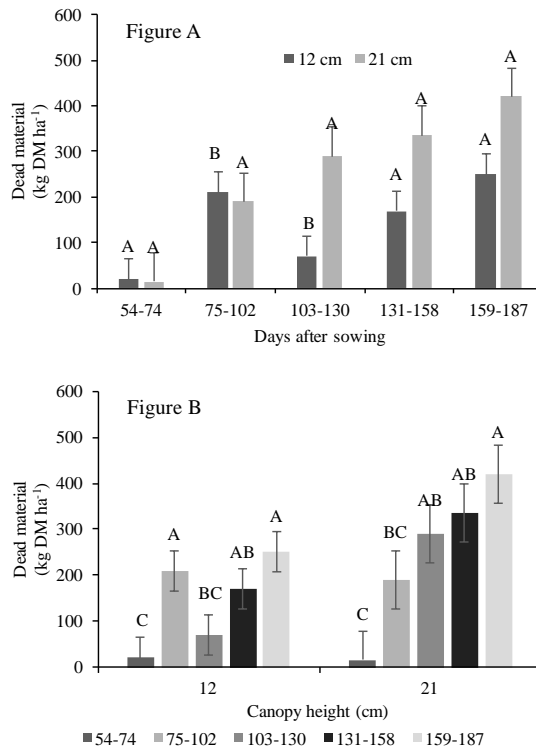 Figure A
12 cm 21 cm
Dead material
(kg DM ha⁻¹)
600
500
400
300
200
100
0
A A B A B A A A A A
54-74 75-102 103-130 131-158 159-187
Days after sowing
Figure B
Dead material
(kg DM ha⁻¹)
600
500
400
300
200
100
0
C A BC AB A C BC AB AB A
12 21
Canopy height (cm)
54-74 75-102 103-130 131-158 159-187